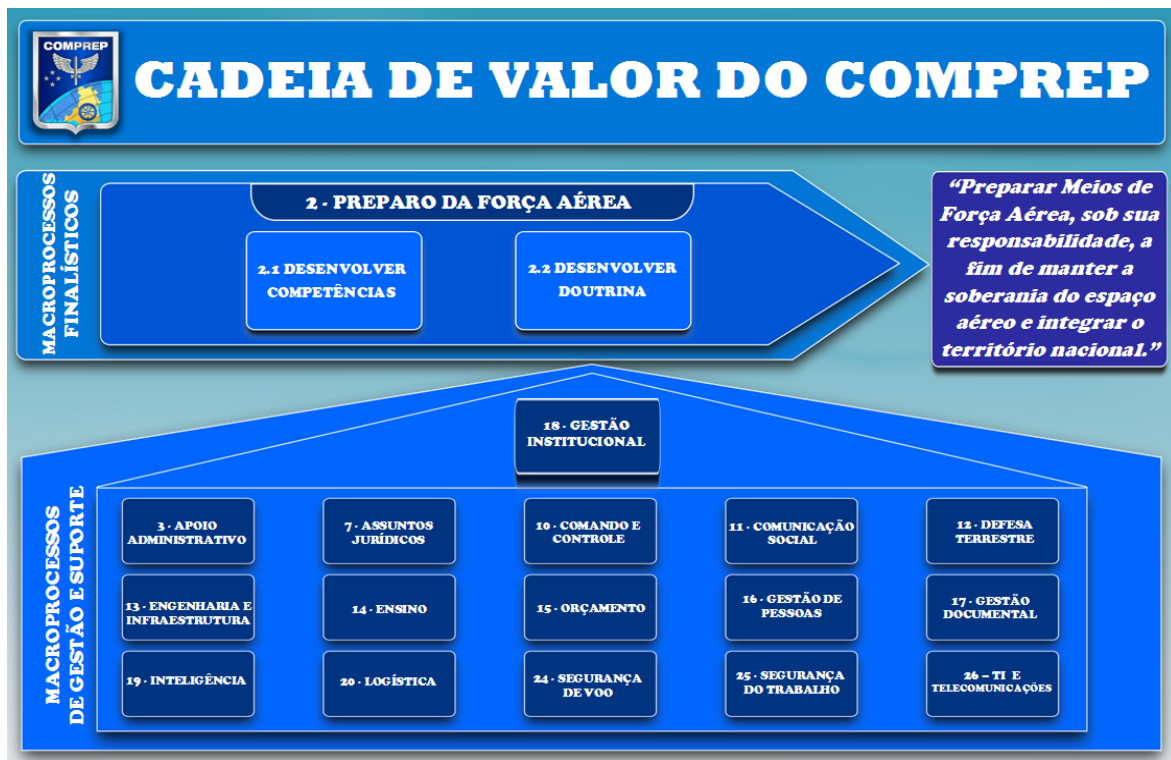 COMPREP
CADEIA DE VALOR DO COMPREP
MACROPROCESSOS
FINALÍSTICOS
2 - PREPARO DA FORÇA AÉREA
2.1 DESENVOLVER
COMPETÊNCIAS
2.2 DESENVOLVER
DOUTRINA
“Preparar Meios de
Força Aérea, sob sua
responsabilidade, a
fim de manter a
soberania do espaço
aéreo e integrar o
território nacional.”
MACROPROCESSOS
DE GESTÃO E SUPORTE
18 - GESTÃO
INSTITUCIONAL
3 - APOIO
ADMINISTRATIVO
7 - ASSUNTOS
JURÍDICOS
10 - COMANDO E
CONTROLE
11 - COMUNICAÇÃO
SOCIAL
12 - DEFESA
TERRESTRE
13 - ENGENHARIA E
INFRAESTRUTURA
14 - ENSINO
15 - ORÇAMENTO
16 - GESTÃO DE
PESSOAS
17 - GESTÃO
DOCUMENTAL
19 - INTELIGÊNCIA
20 - LOGÍSTICA
24 - SEGURANÇA
DE VOO
25 - SEGURANÇA
DO TRABALHO
26 – TI E
TELECOMUNICAÇÕES